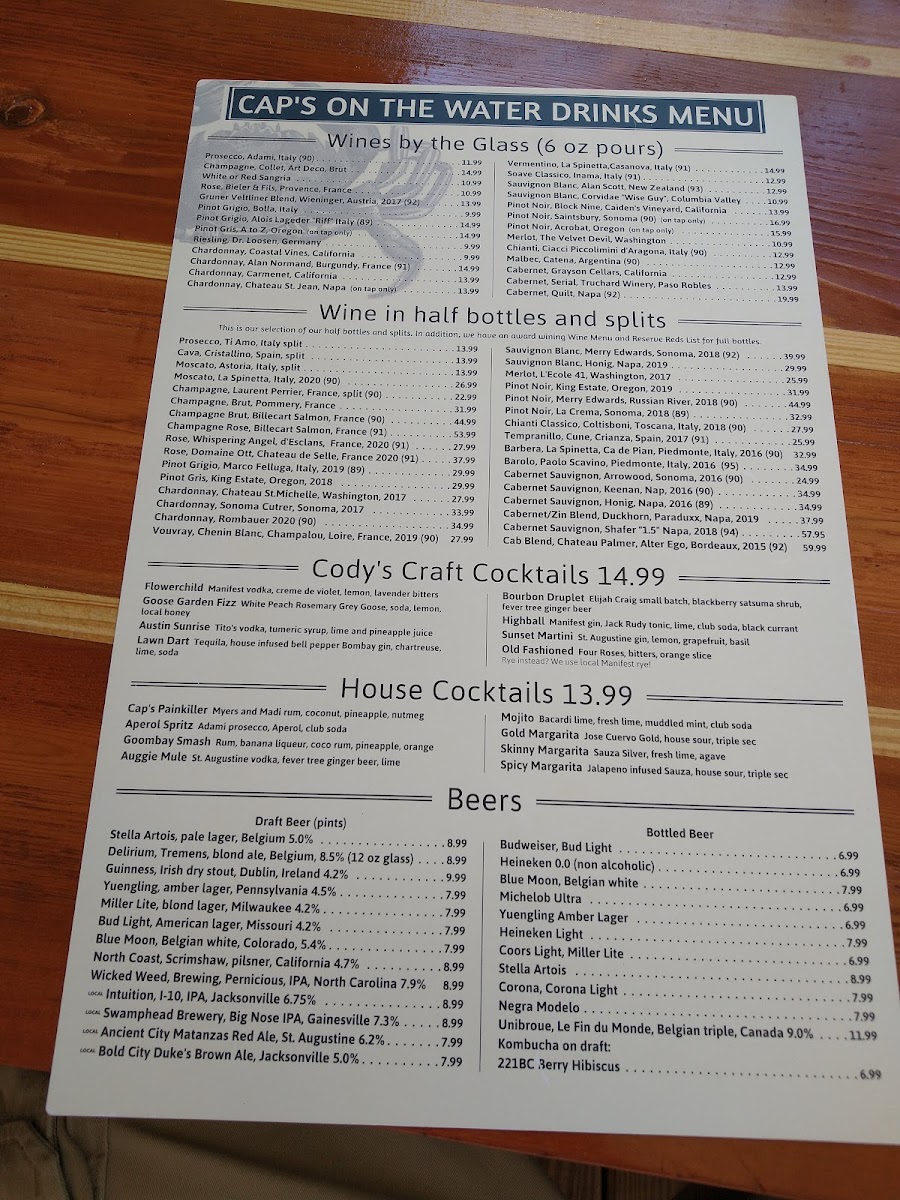 CAP'S ON THE WATER DRINKS MENU
Wines by the Glass (6 oz pours)
Prosecco, Adami, Italy (90) 11.99
Champagne, Collet, Art Deco, Brut 14.99
White or Red Sangria 10.99
Rose, Bieler & Fils, Provence, France 10.99
Gruner Veltliner Blend, Wieninger, Austria, 2017 (92) 13.99
Pinot Grigio, Bolla, Italy 9.99
Pinot Grigio, Alois Lageder "Riff" Italy (89) 14.99
Pinot Gris, A to Z, Oregon (on tap only) 14.99
Riesling, Dr. Loosen, Germany 9.99
Chardonnay, Coastal Vines, California 9.99
Chardonnay, Alan Normand, Burgundy, France (91) 14.99
Chardonnay, Carmenet, California 13.99
Chardonnay, Chateau St. Jean, Napa (on tap only) 13.99
Vermentino, La Spinetta,Casanova, Italy (91) 14.99
Soave Classico, Inama, Italy (91) 12.99
Sauvignon Blanc, Alan Scott, New Zealand (93) 12.99
Sauvignon Blanc, Corvidae "Wise Guy", Columbia Valley 10.99
Pinot Noir, Block Nine, Caiden's Vineyard, California 13.99
Pinot Noir, Saintsbury, Sonoma (90) (on tap only) 16.99
Pinot Noir, Acrobat, Oregon (on tap only) 15.99
Merlot, The Velvet Devil, Washington 10.99
Chianti, Ciacci Piccolimini d'Aragona, Italy (90) 12.99
Malbec, Catena, Argentina (90) 12.99
Cabernet, Grayson Cellars, California 12.99
Cabernet, Serial, Truchard Winery, Paso Robles 13.99
Cabernet, Quilt, Napa (92) 19.99
Wine in half bottles and splits
This is our selection of our half bottles and splits. In addition, we have an award wining Wine Menu and Reserve Reds List for full bottles.
Prosecco, Ti Amo, Italy split 13.99
Cava, Cristallino, Spain, split 13.99
Moscato, Astoria, Italy, split 13.99
Moscato, La Spinetta, Italy, 2020 (90) 26.99
Champagne, Laurent Perrier, France, split (90) 22.99
Champagne, Brut, Pommery, France 31.99
Champagne Brut, Billecart Salmon, France (90) 44.99
Champagne Rose, Billecart Salmon, France (91) 53.99
Rose, Whispering Angel, d'Esclans, France, 2020 (91) 27.99
Rose, Domaine Ott, Chateau de Selle, France 2020 (91) 37.99
Pinot Grigio, Marco Felluga, Italy, 2019 (89) 29.99
Pinot Gris, King Estate, Oregon, 2018 29.99
Chardonnay, Chateau St.Michelle, Washington, 2017 27.99
Chardonnay, Sonoma Cutrer, Sonoma, 2017 33.99
Chardonnay, Rombauer 2020 (90) 34.99
Vouvray, Chenin Blanc, Champalou, Loire, France, 2019 (90) 27.99
Sauvignon Blanc, Merry Edwards, Sonoma, 2018 (92) 39.99
Sauvignon Blanc, Honig, Napa, 2019 29.99
Merlot, L'Ecole 41, Washington, 2017 25.99
Pinot Noir, King Estate, Oregon, 2019 31.99
Pinot Noir, Merry Edwards, Russian River, 2018 (90) 44.99
Pinot Noir, La Crema, Sonoma, 2018 (89) 32.99
Chianti Classico, Coltisboni, Toscana, Italy, 2018 (90) 27.99
Tempranillo, Cune, Crianza, Spain, 2017 (91) 25.99
Barbera, La Spinetta, Ca de Pian, Piedmonte, Italy, 2016 (90) 32.99
Barolo, Paolo Scavino, Piedmonte, Italy, 2016 (95) 34.99
Cabernet Sauvignon, Arrowood, Sonoma, 2016 (90) 24.99
Cabernet Sauvignon, Keenan, Nap, 2016 (90) 34.99
Cabernet Sauvignon, Honig, Napa, 2016 (89) 34.99
Cabernet/Zin Blend, Duckhorn, Paraduxx, Napa, 2019 37.99
Cabernet Sauvignon, Shafer "1.5" Napa, 2018 (94) 57.95
Cab Blend, Chateau Palmer, Alter Ego, Bordeaux, 2015 (92) 59.99
Cody's Craft Cocktails 14.99
Flowerchild Manifest vodka, creme de violet, lemon, lavender bitters
Goose Garden Fizz White Peach Rosemary Grey Goose, soda, lemon,
local honey
Austin Sunrise Tito's vodka, tumeric syrup, lime and pineapple juice
Lawn Dart Tequila, house infused bell pepper Bombay gin, chartreuse,
lime, soda
Bourbon Druplet Elijah Craig small batch, blackberry satsuma shrub,
fever tree ginger beer
Highball Manifest gin, Jack Rudy tonic, lime, club soda, black currant
Sunset Martini St. Augustine gin, lemon, grapefruit, basil
Old Fashioned Four Roses, bitters, orange slice
Rye instead? We use local Manifest rye!
House Cocktails 13.99
Cap's Painkiller Myers and Madi rum, coconut, pineapple, nutmeg
Aperol Spritz Adami prosecco, Aperol, club soda
Goombay Smash Rum, banana liqueur, coco rum, pineapple, orange
Auggie Mule St. Augustine vodka, fever tree ginger beer, lime
Mojito Bacardi lime, fresh lime, muddled mint, club soda
Gold Margarita Jose Cuervo Gold, house sour, triple sec
Skinny Margarita Sauza Silver, fresh lime, agave
Spicy Margarita Jalapeno infused Sauza, house sour, triple sec
Beers
Draft Beer (pints)
Stella Artois, pale lager, Belgium 5.0% 8.99
Delirium, Tremens, blond ale, Belgium, 8.5% (12 oz glass) 8.99
Guinness, Irish dry stout, Dublin, Ireland 4.2% 9.99
Yuengling, amber lager, Pennsylvania 4.5% 7.99
Miller Lite, blond lager, Milwaukee 4.2% 7.99
Bud Light, American lager, Missouri 4.2% 7.99
Blue Moon, Belgian white, Colorado, 5.4% 7.99
North Coast, Scrimshaw, pilsner, California 4.7% 8.99
Wicked Weed, Brewing, Pernicious, IPA, North Carolina 7.9% 8.99
LOCAL Intuition, I-10, IPA, Jacksonville 6.75% 8.99
LOCAL Swamphead Brewery, Big Nose IPA, Gainesville 7.3% 8.99
LOCAL Ancient City Matanzas Red Ale, St. Augustine 6.2% 7.99
LOCAL Bold City Duke's Brown Ale, Jacksonville 5.0% 7.99
Bottled Beer
Budweiser, Bud Light 6.99
Heineken 0.0 (non alcoholic) 6.99
Blue Moon, Belgian white 7.99
Michelob Ultra 6.99
Yuengling Amber Lager 6.99
Heineken Light 7.99
Coors Light, Miller Lite 6.99
Stella Artois 8.99
Corona, Corona Light 7.99
Negra Modelo 7.99
Unibroue, Le Fin du Monde, Belgian triple, Canada 9.0% 11.99
Kombucha on draft:
221BC Berry Hibiscus 6.99